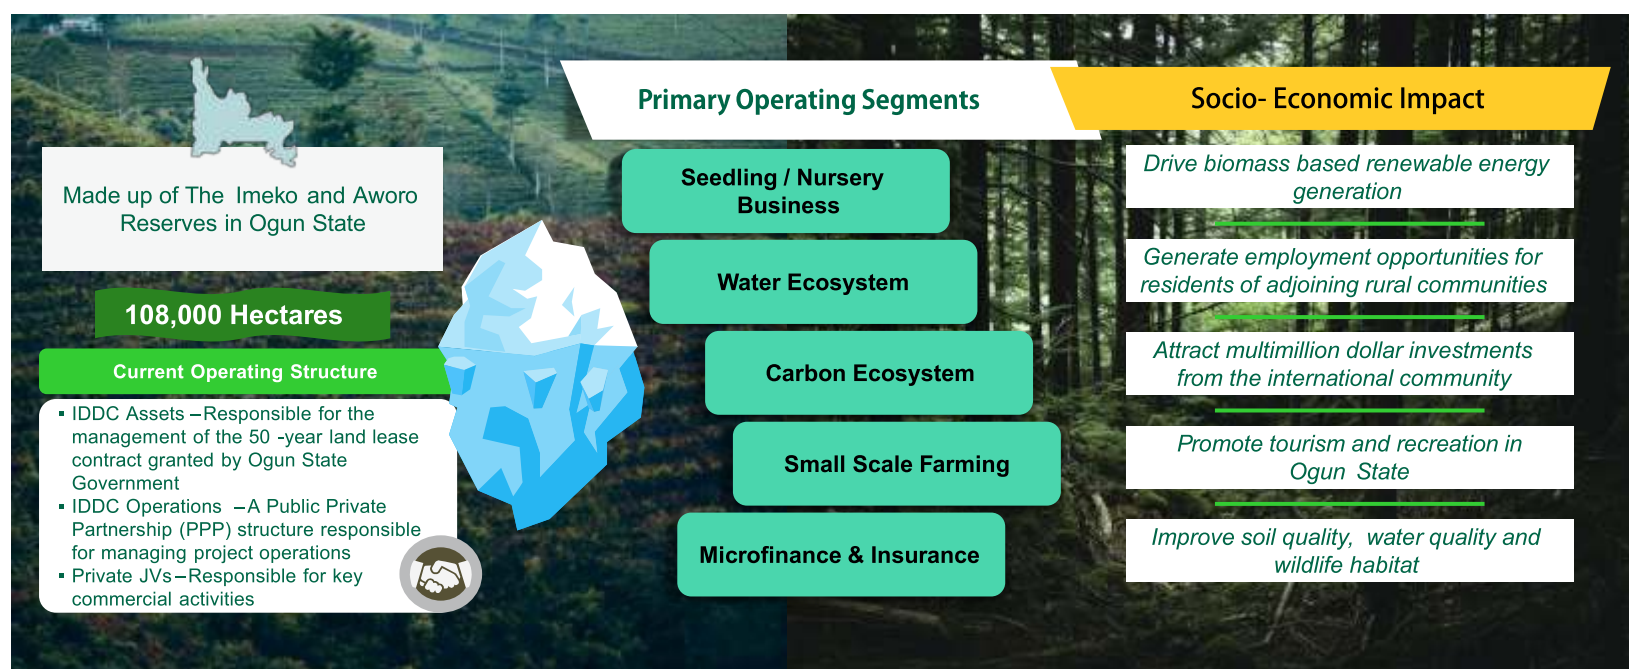 Made up of The Imeko and Aworo
Reserves in Ogun State
108,000 Hectares
Current Operating Structure
▪ IDDC Assets – Responsible for the
management of the 50 -year land lease
contract granted by Ogun State
Government
▪ IDDC Operations – A Public Private
Partnership (PPP) structure responsible
for managing project operations
▪ Private JVs – Responsible for key
commercial activities
Primary Operating Segments
Seedling / Nursery
Business
Water Ecosystem
Carbon Ecosystem
Small Scale Farming
Microfinance & Insurance
Socio- Economic Impact
Drive biomass based renewable energy
generation
Generate employment opportunities for
residents of adjoining rural communities
Attract multimillion dollar investments
from the international community
Promote tourism and recreation in
Ogun State
Improve soil quality, water quality and
wildlife habitat